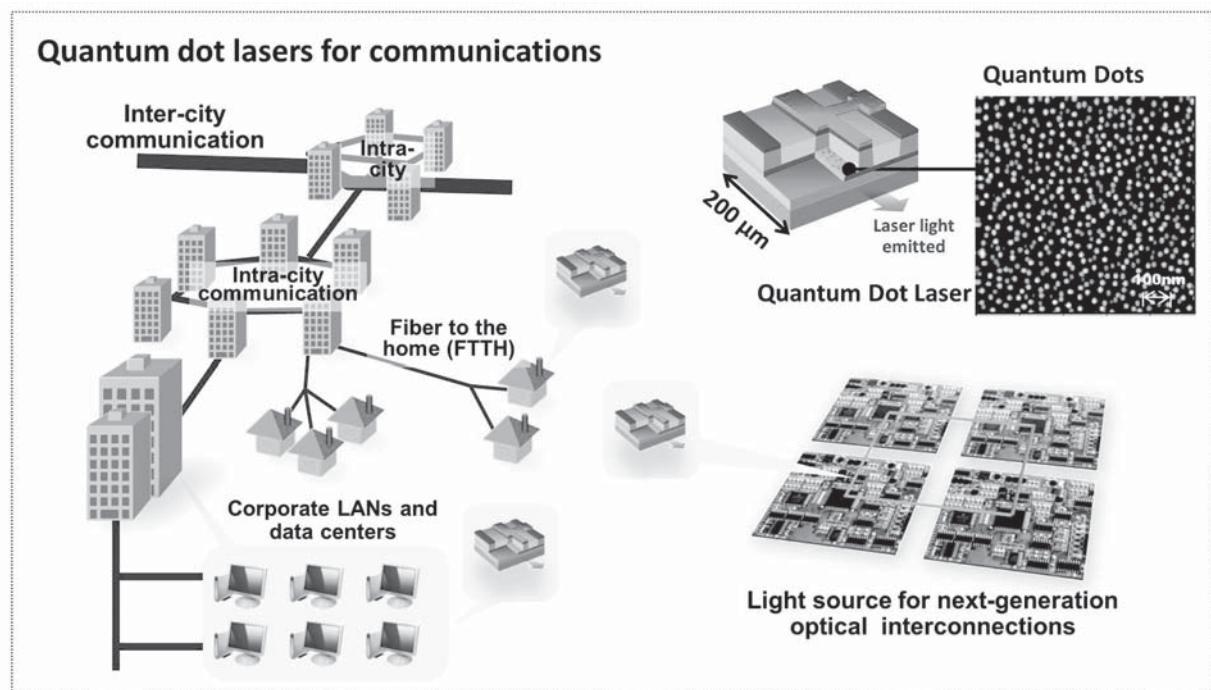 Quantum dot lasers for communications
Inter-city
communication
Intra-
city
Intra-city
communication
Fiber to the
home (FTTH)
Corporate LANs and
data centers
Quantum Dots
200 μm
Laser light
emitted
100nm
Quantum Dot Laser
Light source for next-generation
optical interconnections